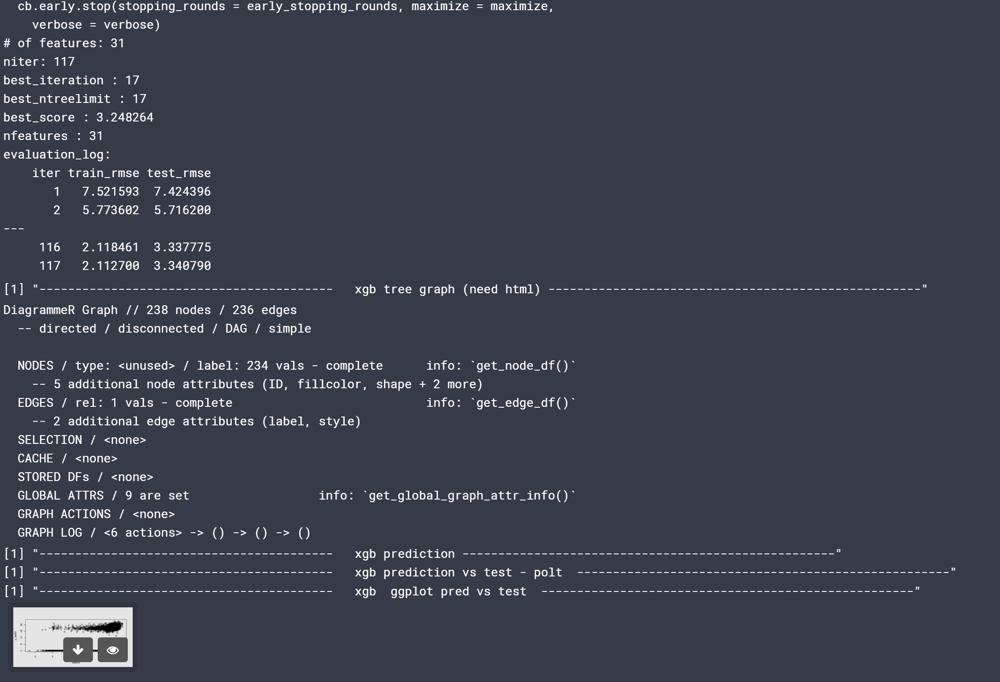 cb.early.stop(stopping_rounds = early_stopping_rounds, maximize = maximize,
verbose = verbose)
# of features: 31
niter: 117
best_iteration : 17
best_ntreelimit : 17
best_score : 3.248264
nfeatures : 31
evaluation_log:
iter train_rmse test_rmse
1 7.521593 7.424396
2 5.773602 5.716200
---
116 2.118461 3.337775
117 2.112700 3.340790
[1] "----------------------------------------- xgb tree graph (need html) ----------------------------------------------------"
DiagrammeR Graph // 238 nodes / 236 edges
-- directed / disconnected / DAG / simple
NODES / type: <unused> / label: 234 vals - complete info: `get_node_df()`
-- 5 additional node attributes (ID, fillcolor, shape + 2 more)
EDGES / rel: 1 vals - complete info: `get_edge_df()`
-- 2 additional edge attributes (label, style)
SELECTION / <none>
CACHE / <none>
STORED DFs / <none>
GLOBAL ATTRS / 9 are set info: `get_global_graph_attr_info()`
GRAPH ACTIONS / <none>
GRAPH LOG / <6 actions> -> () -> () -> ()
[1] "----------------------------------------- xgb prediction ----------------------------------------------------"
[1] "----------------------------------------- xgb prediction vs test - polt ----------------------------------------------------"
[1] "----------------------------------------- xgb ggplot pred vs test ----------------------------------------------------"